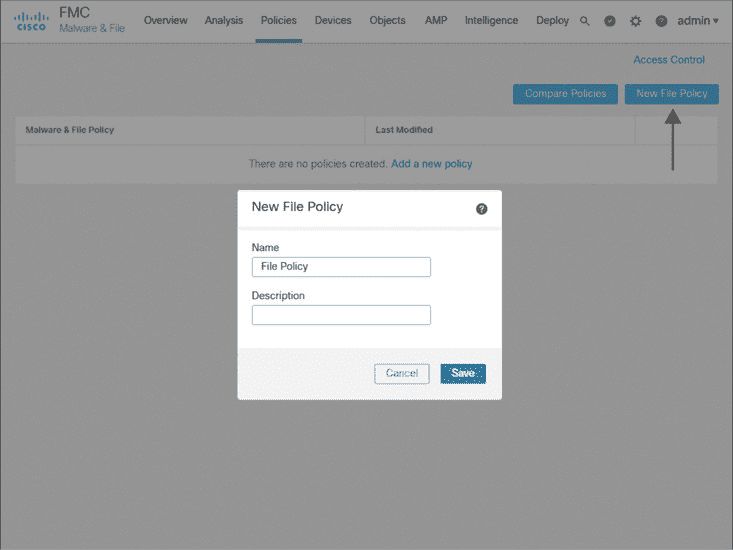 CISCO
FMC
Malware & File
Overview Analysis Policies Devices Objects AMP Intelligence Deploy admin
Access Control
Compare Policies New File Policy
Malware & File Policy Last Modified
There are no policies created. Add a new policy
New File Policy
Name
File Policy
Description
Cancel Save